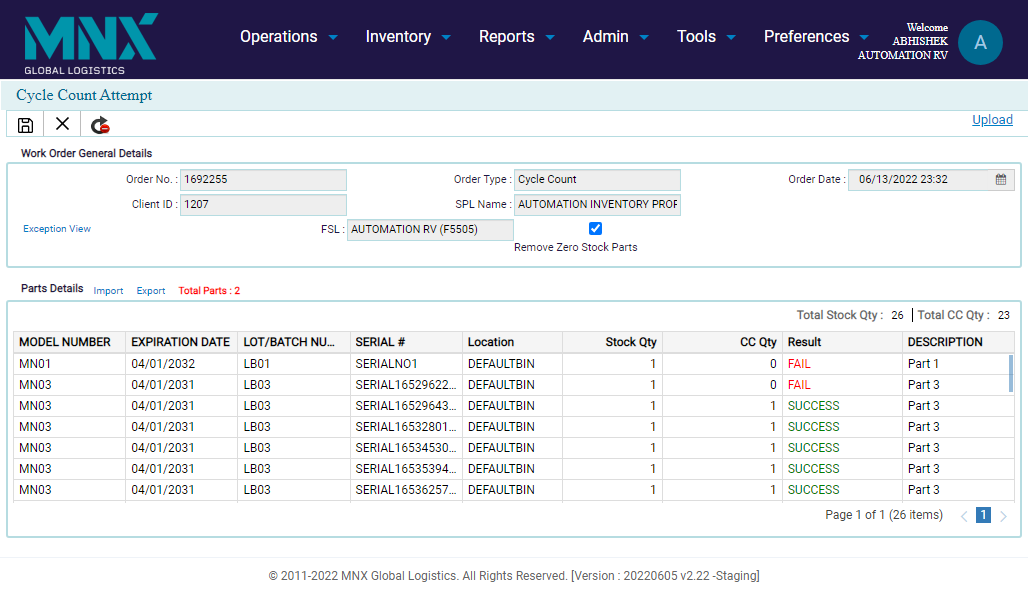 MNX
GLOBAL LOGISTICS
Operations Inventory Reports Admin Tools Preferences
Welcome
ABHISHEK
AUTOMATION RV
A
Cycle Count Attempt
Upload
Work Order General Details
Order No. : 1692255 Order Type : Cycle Count Order Date : 06/13/2022 23:32
Client ID : 1207 SPL Name : AUTOMATION INVENTORY PROF
Exception View FSL : AUTOMATION RV (F5505)
Remove Zero Stock Parts
Parts Details Import Export Total Parts : 2
Total Stock Qty : 26 Total CC Qty : 23
MODEL NUMBER EXPIRATION DATE LOT/BATCH NU... SERIAL # Location Stock Qty CC Qty Result DESCRIPTION
MN01 04/01/2032 LB01 SERIALNO1 DEFAULTBIN 1 0 FAIL Part 1
MN03 04/01/2031 LB03 SERIAL16529622... DEFAULTBIN 1 0 FAIL Part 3
MN03 04/01/2031 LB03 SERIAL16529643... DEFAULTBIN 1 1 SUCCESS Part 3
MN03 04/01/2031 LB03 SERIAL16532801... DEFAULTBIN 1 1 SUCCESS Part 3
MN03 04/01/2031 LB03 SERIAL16534530... DEFAULTBIN 1 1 SUCCESS Part 3
MN03 04/01/2031 LB03 SERIAL16535394... DEFAULTBIN 1 1 SUCCESS Part 3
MN03 04/01/2031 LB03 SERIAL16536257... DEFAULTBIN 1 1 SUCCESS Part 3
Page 1 of 1 (26 items) 1
© 2011-2022 MNX Global Logistics. All Rights Reserved. [Version : 20220605 v2.22 -Staging]